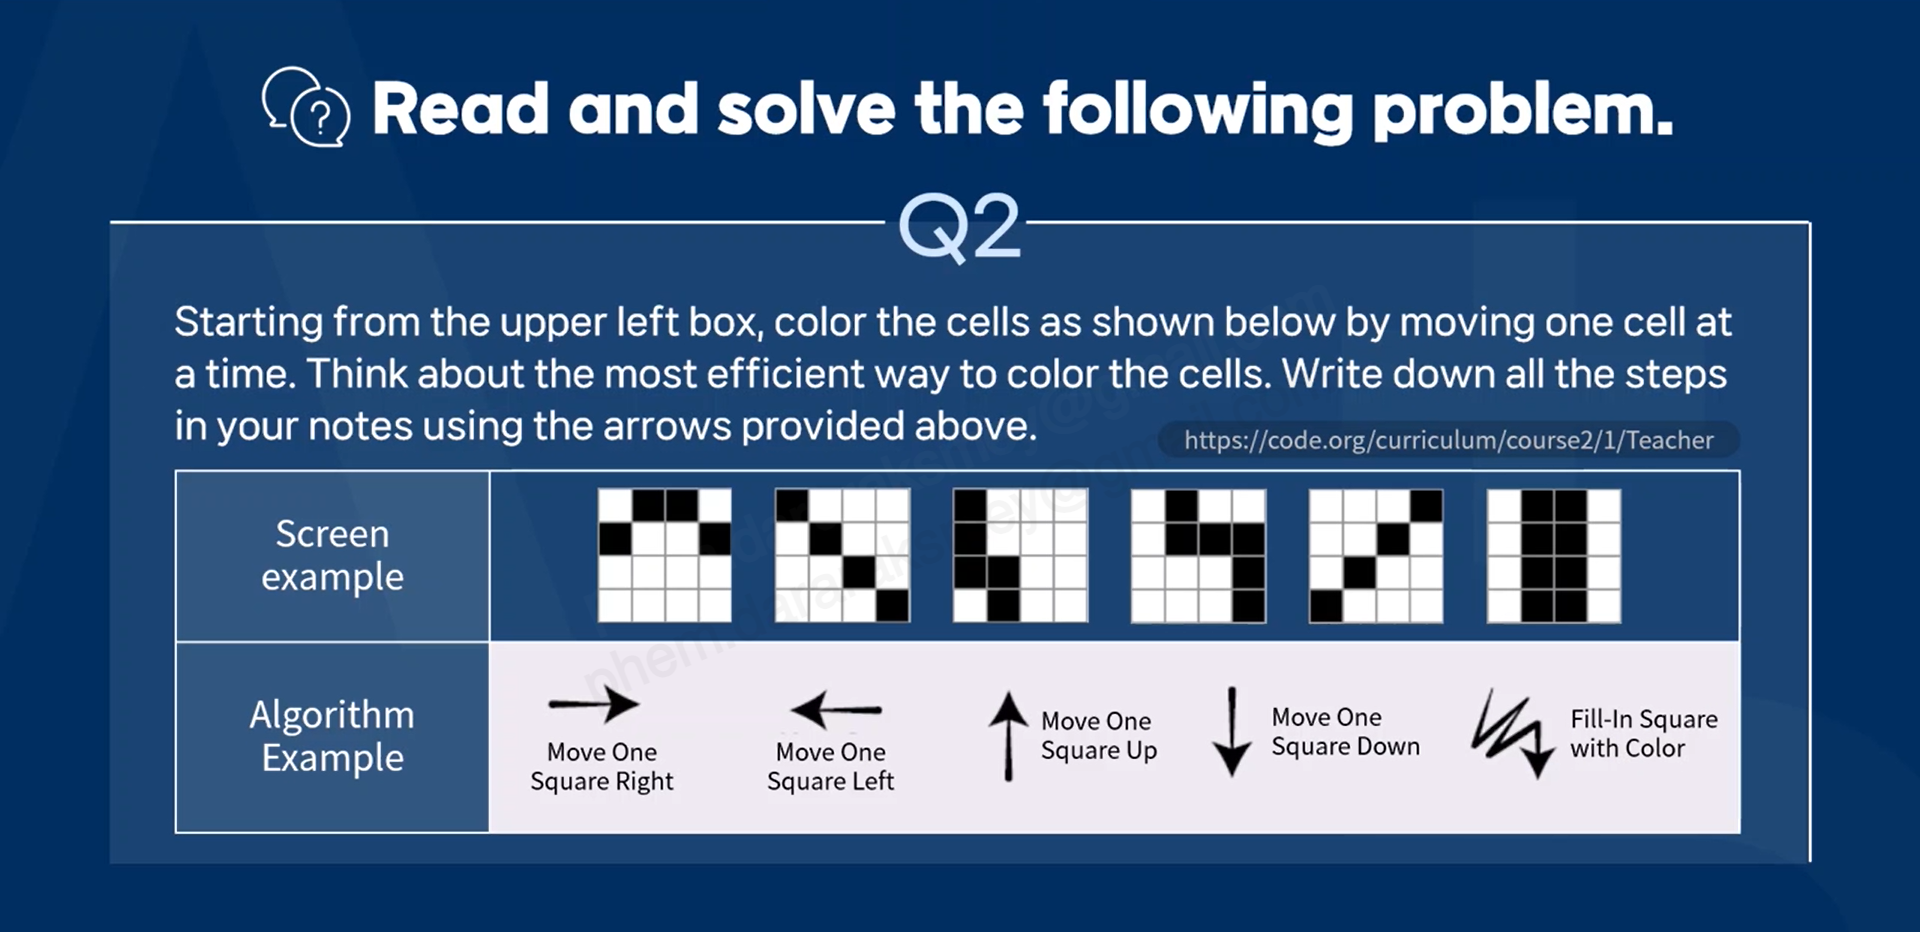 Read and solve the following problem.
Q2
Starting from the upper left box, color the cells as shown below by moving one cell at
a time. Think about the most efficient way to color the cells. Write down all the steps
in your notes using the arrows provided above.
https://code.org/curriculum/course2/1/Teacher
Screen
example
Algorithm
Example
Move One
Square Right
Move One
Square Left
Move One
Square Up
Move One
Square Down
Fill-In Square
with Color